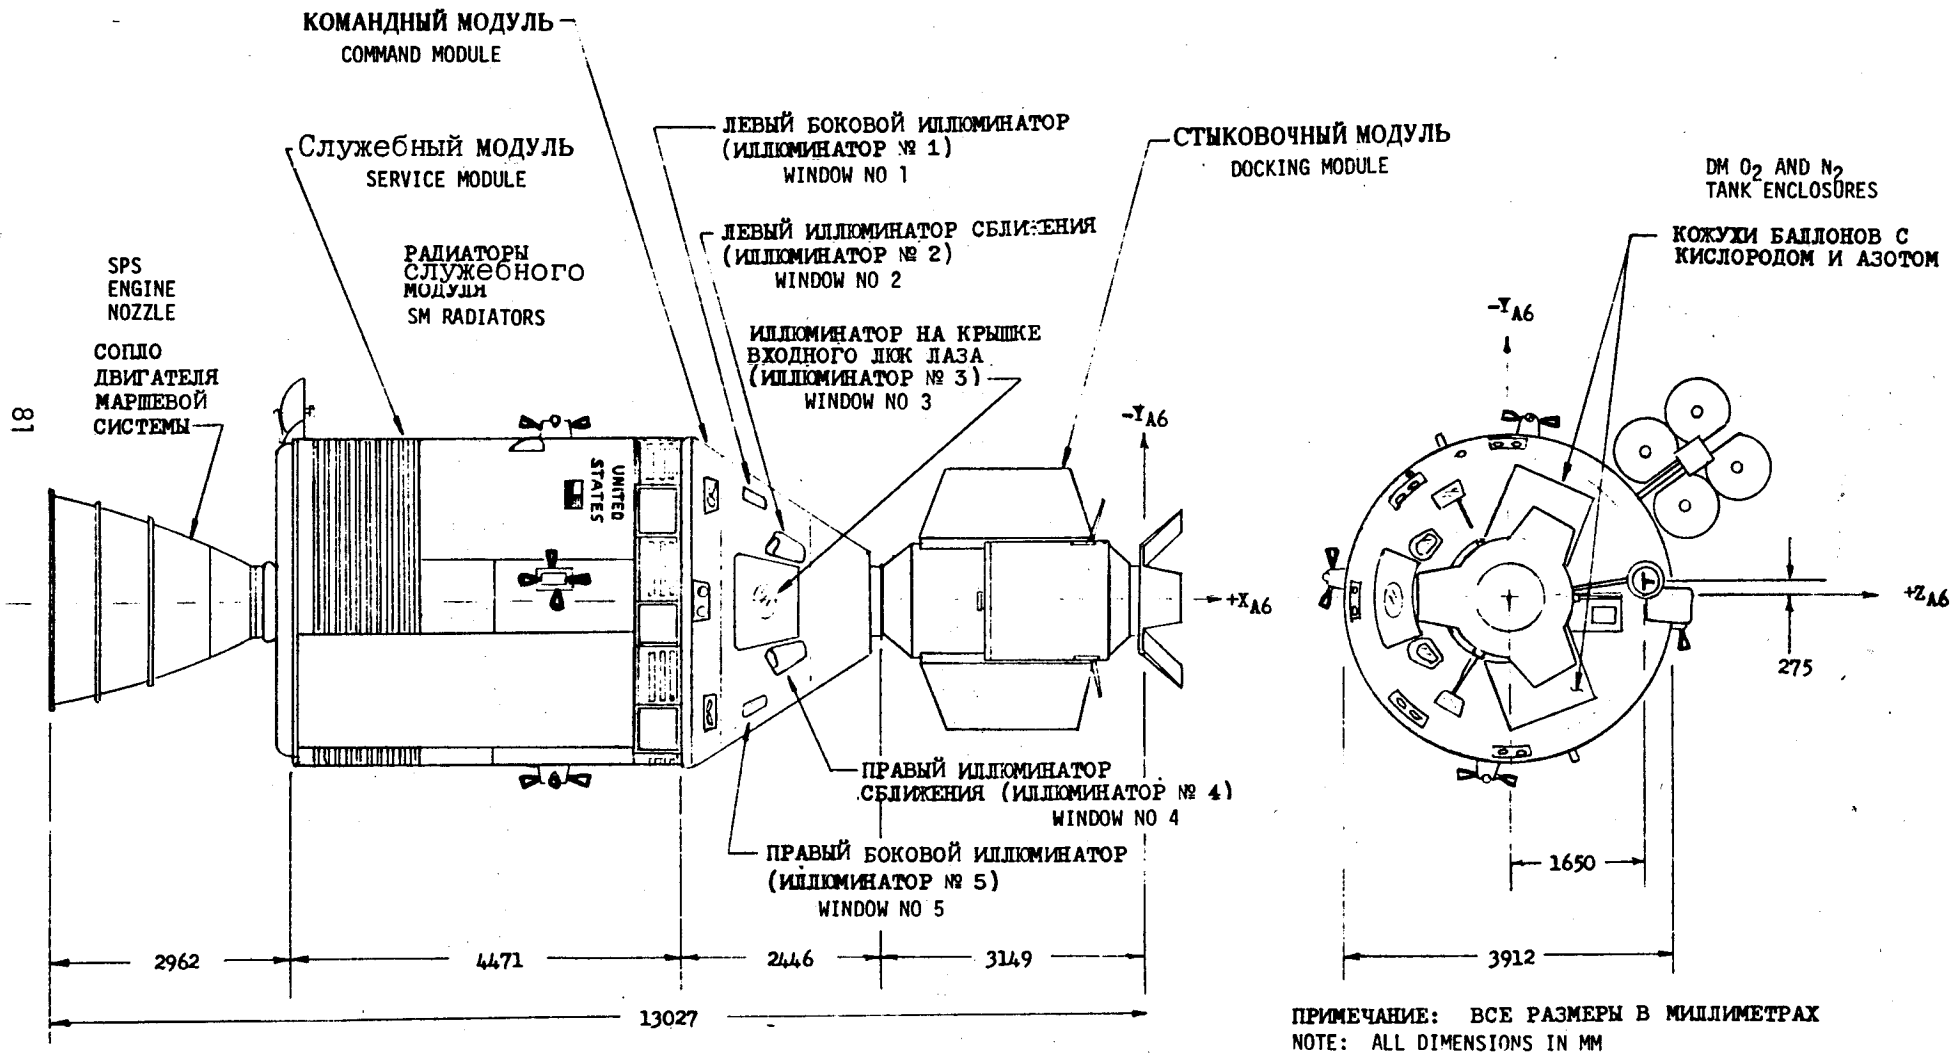 КОМАНДНЫЙ МОДУЛЬ
COMMAND MODULE
Служебный МОДУЛЬ
SERVICE MODULE
ЛЕВЫЙ БОКОВОЙ ИЛЛЮМИНАТОР
(ИЛЛЮМИНАТОР № 1)
WINDOW NO 1
СТЫКОВОЧНЫЙ МОДУЛЬ
DOCKING MODULE
DM O2 AND N2
TANK ENCLOSURES
КОЖУХИ БАЛЛОНОВ С
КИСЛОРОДОМ И АЗОТОМ
ЛЕВЫЙ ИЛЛЮМИНАТОР СБЛИЖЕНИЯ
(ИЛЛЮМИНАТОР № 2)
WINDOW NO 2
SPS
ENGINE
NOZZLE
СОПЛО
ДВИГАТЕЛЯ
МАРШЕВОЙ
СИСТЕМЫ
РАДИАТОРЫ
служебного
МОДУЛЯ
SM RADIATORS
ИЛЛЮМИНАТОР НА КРЫШКЕ
ВХОДНОГО ЛЮК ЛАЗА
(ИЛЛЮМИНАТОР № 3)
WINDOW NO 3
-YA6
-YA6
81
UNITED
STATES
+XA6
+ZA6
275
ПРАВЫЙ ИЛЛЮМИНАТОР
СБЛИЖЕНИЯ (ИЛЛЮМИНАТОР № 4)
WINDOW NO 4
ПРАВЫЙ БОКОВОЙ ИЛЛЮМИНАТОР
(ИЛЛЮМИНАТОР № 5)
WINDOW NO 5
1650
2962
4471
2446
3149
3912
13027
ПРИМЕЧАНИЕ: ВСЕ РАЗМЕРЫ В МИЛЛИМЕТРАХ
NOTE: ALL DIMENSIONS IN MM